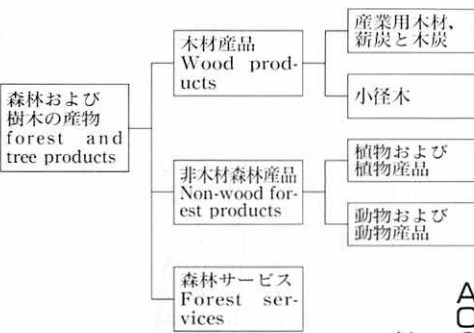 森林および
樹木の産物
forest and
tree products
木材産品
Wood prod-
ucts
産業用木材,
薪炭と木炭
小径木
非木材森林産品
Non-wood for-
est products
植物および
植物産品
動物および
動物産品
森林サービス
Forest ser-
vices
A